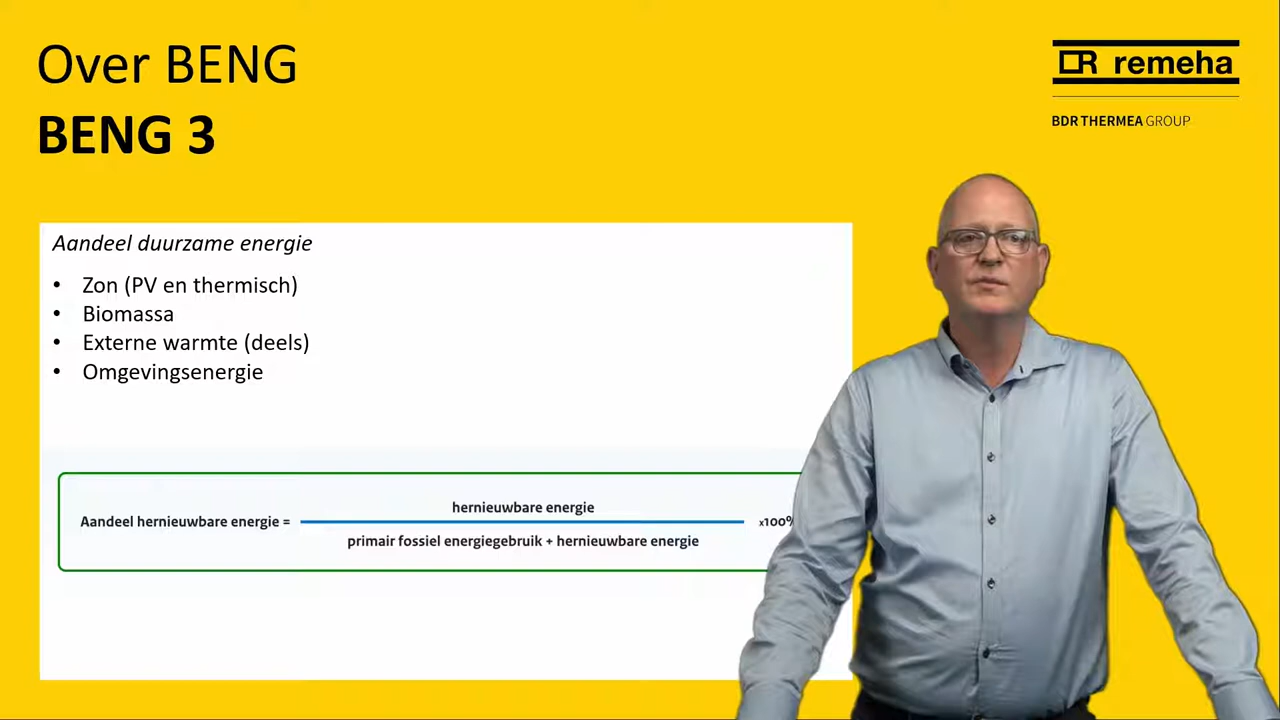 Over BENG
BENG 3
remeha
BDR THERMEA GROUP
Aandeel duurzame energie
• Zon (PV en thermisch)
• Biomassa
• Externe warmte (deels)
• Omgevingsenergie
hernieuwbare energie
Aandeel hernieuwbare energie =
x100%
primair fossiel energiegebruik + hernieuwbare energie